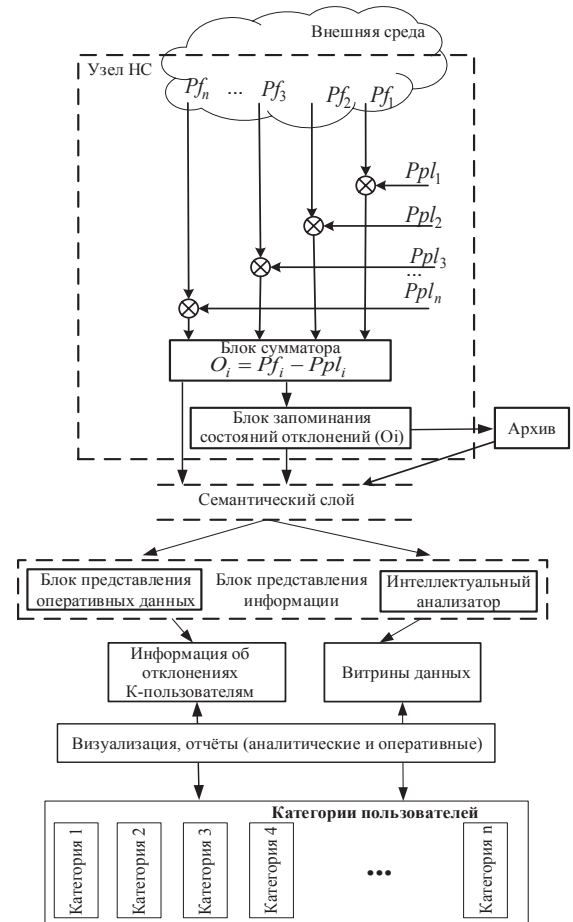 Внешняя среда
Узел НС
Pfₙ ... Pf₃ Pf₂ Pf₁
Ppl₁
Ppl₂
Ppl₃
...
Pplₙ
Блок сумматора
Oᵢ = Pfᵢ − Pplᵢ
Блок запоминания
состояний отклонений (Oi)
Архив
Семантический слой
Блок представления
оперативных данных
Блок представления
информации
Интеллектуальный
анализатор
Информация об
отклонениях
К-пользователям
Витрины данных
Визуализация, отчёты (аналитические и оперативные)
Категории пользователей
Категория 1
Категория 2
Категория 3
Категория 4
...
Категория n